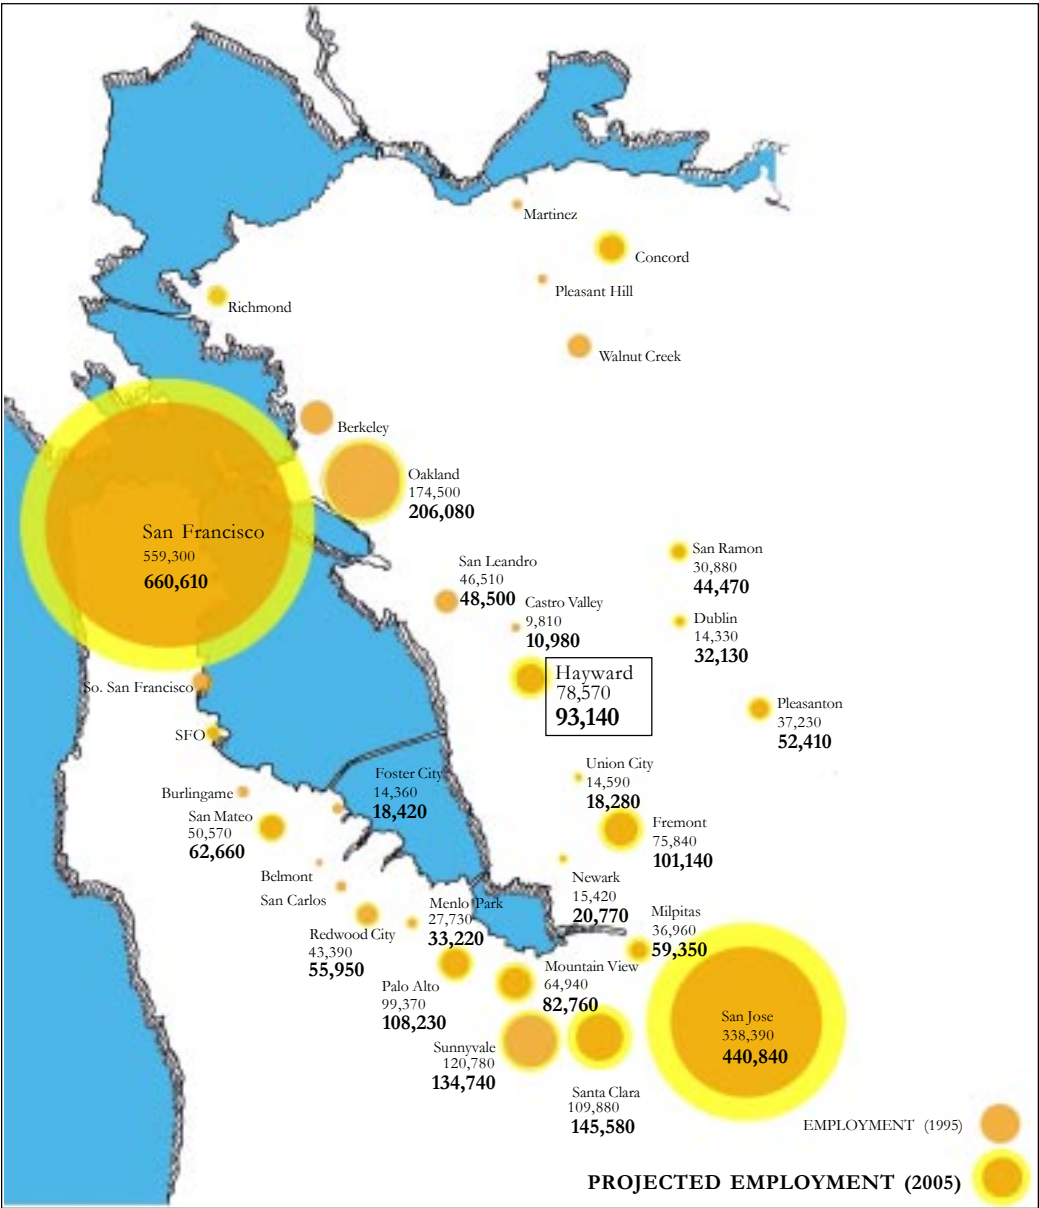 Martinez
Concord
Pleasant Hill
Richmond
Walnut Creek
Berkeley
Oakland
174,500
206,080
San Francisco
559,300
660,610
San Leandro
46,510
48,500
Castro Valley
9,810
10,980
San Ramon
30,880
44,470
Dublin
14,330
32,130
Hayward
78,570
93,140
So. San Francisco
Pleasanton
37,230
52,410
SFO
Union City
14,590
18,280
Foster City
14,360
18,420
Burlingame
San Mateo
50,570
62,660
Fremont
75,840
101,140
Belmont
San Carlos
Newark
15,420
20,770
Menlo Park
27,730
33,220
Milpitas
36,960
59,350
Redwood City
43,390
55,950
Mountain View
64,940
82,760
Palo Alto
99,370
108,230
San Jose
338,390
440,840
Sunnyvale
120,780
134,740
Santa Clara
109,880
145,580
EMPLOYMENT (1995)
PROJECTED EMPLOYMENT (2005)